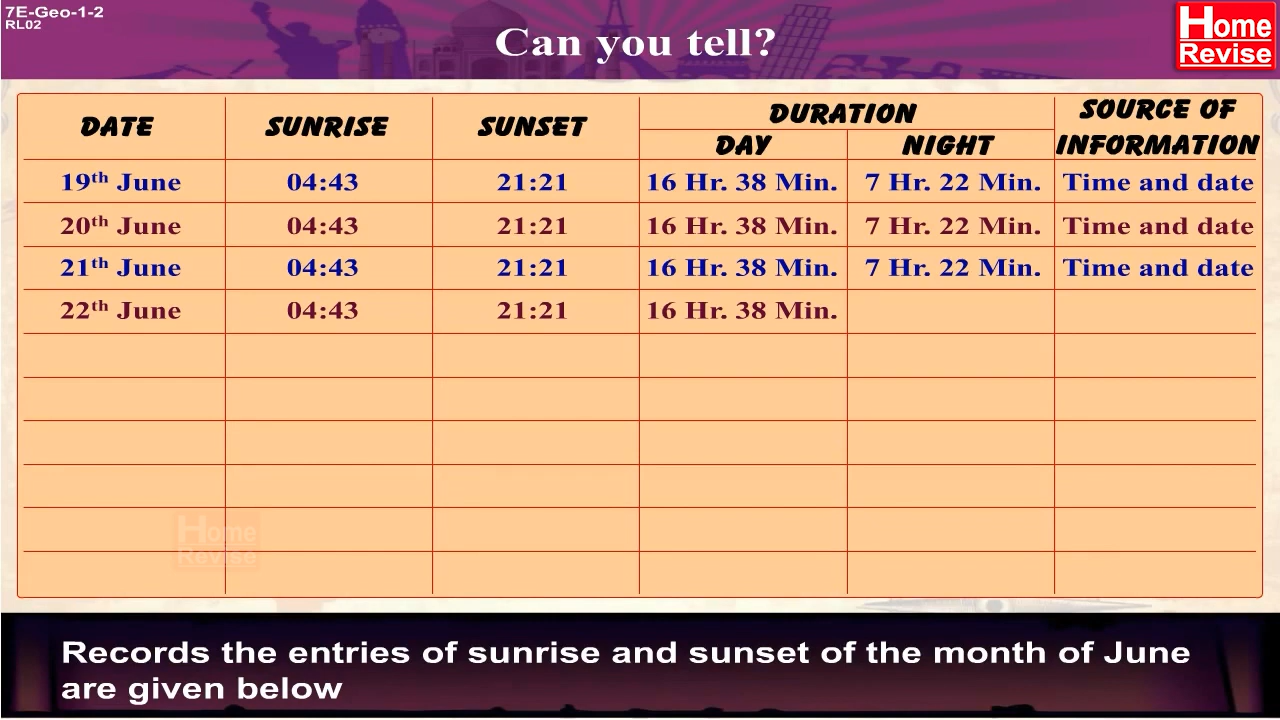 7E-Geo-1-2
RL02
Can you tell?
Home
Revise
DATE SUNRISE SUNSET DURATION SOURCE OF INFORMATION
DAY NIGHT
19th June 04:43 21:21 16 Hr. 38 Min. 7 Hr. 22 Min. Time and date
20th June 04:43 21:21 16 Hr. 38 Min. 7 Hr. 22 Min. Time and date
21th June 04:43 21:21 16 Hr. 38 Min. 7 Hr. 22 Min. Time and date
22th June 04:43 21:21 16 Hr. 38 Min.
Home
Revise
Records the entries of sunrise and sunset of the month of June
are given below